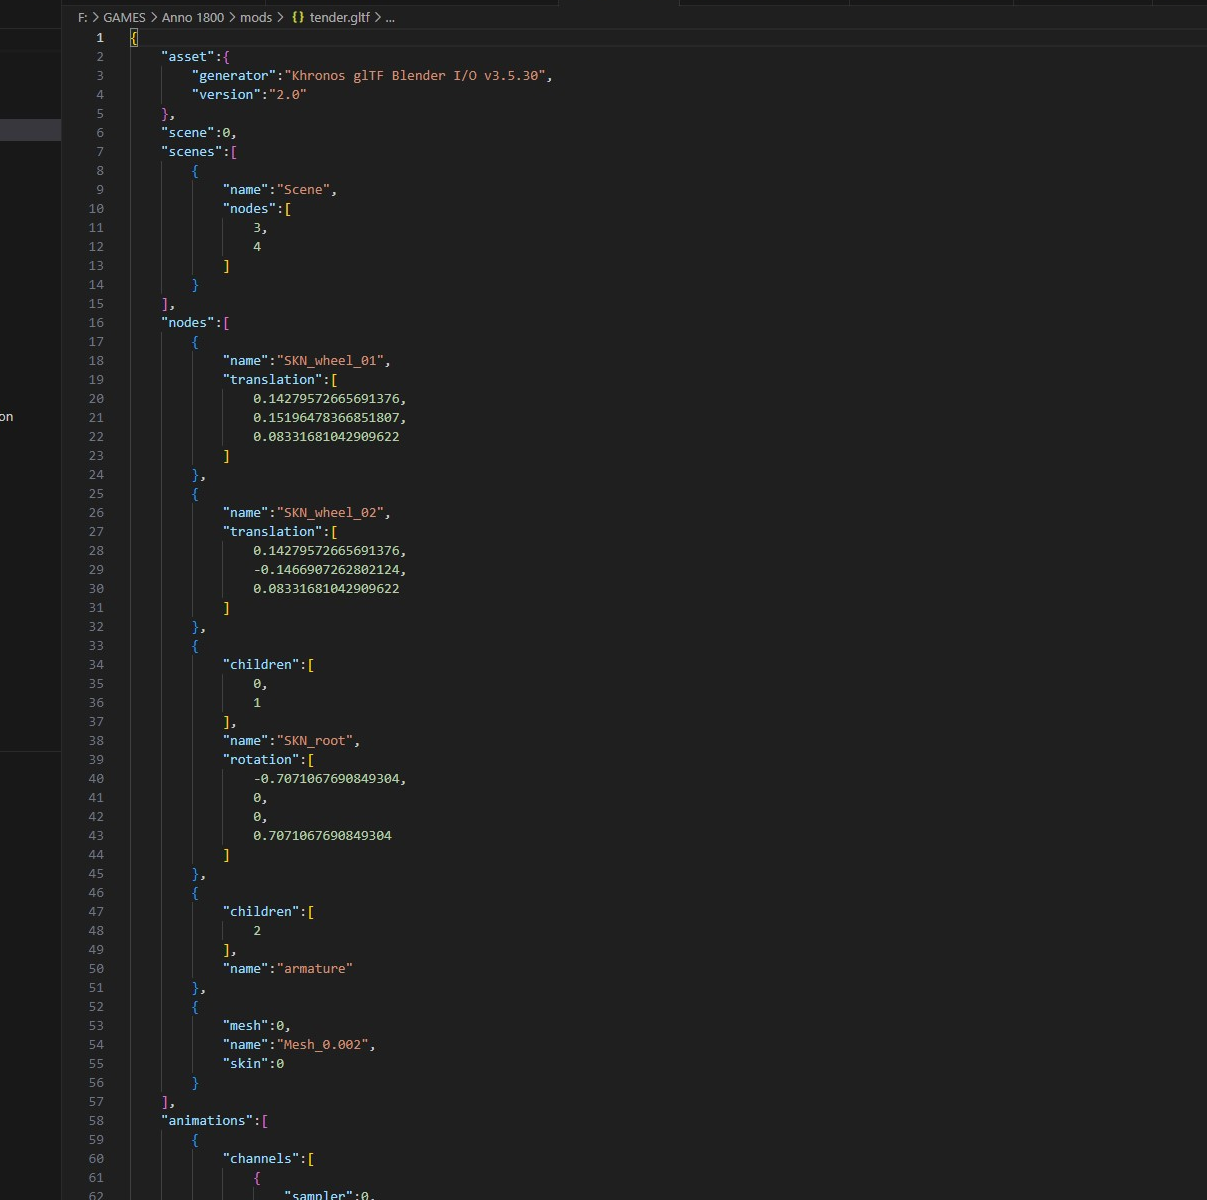 F: > GAMES > Anno 1800 > mods > {} tender.gltf > ...
1 {
2 "asset":{
3 "generator":"Khronos glTF Blender I/O v3.5.30",
4 "version":"2.0"
5 },
6 "scene":0,
7 "scenes":[
8 {
9 "name":"Scene",
10 "nodes":[
11 3,
12 4
13 ]
14 }
15 ],
16 "nodes":[
17 {
18 "name":"SKN_wheel_01",
19 "translation":[
20 0.14279572665691376,
on
21 0.15196478366851807,
22 0.08331681042909622
23 ]
24 },
25 {
26 "name":"SKN_wheel_02",
27 "translation":[
28 0.14279572665691376,
29 -0.1466907262802124,
30 0.08331681042909622
31 ]
32 },
33 {
34 "children":[
35 0,
36 1
37 ],
38 "name":"SKN_root",
39 "rotation":[
40 -0.7071067690849304,
41 0,
42 0,
43 0.7071067690849304
44 ]
45 },
46 {
47 "children":[
48 2
49 ],
50 "name":"armature"
51 },
52 {
53 "mesh":0,
54 "name":"Mesh_0.002",
55 "skin":0
56 }
57 ],
58 "animations":[
59 {
60 "channels":[
61 {
62 "sampler":0,